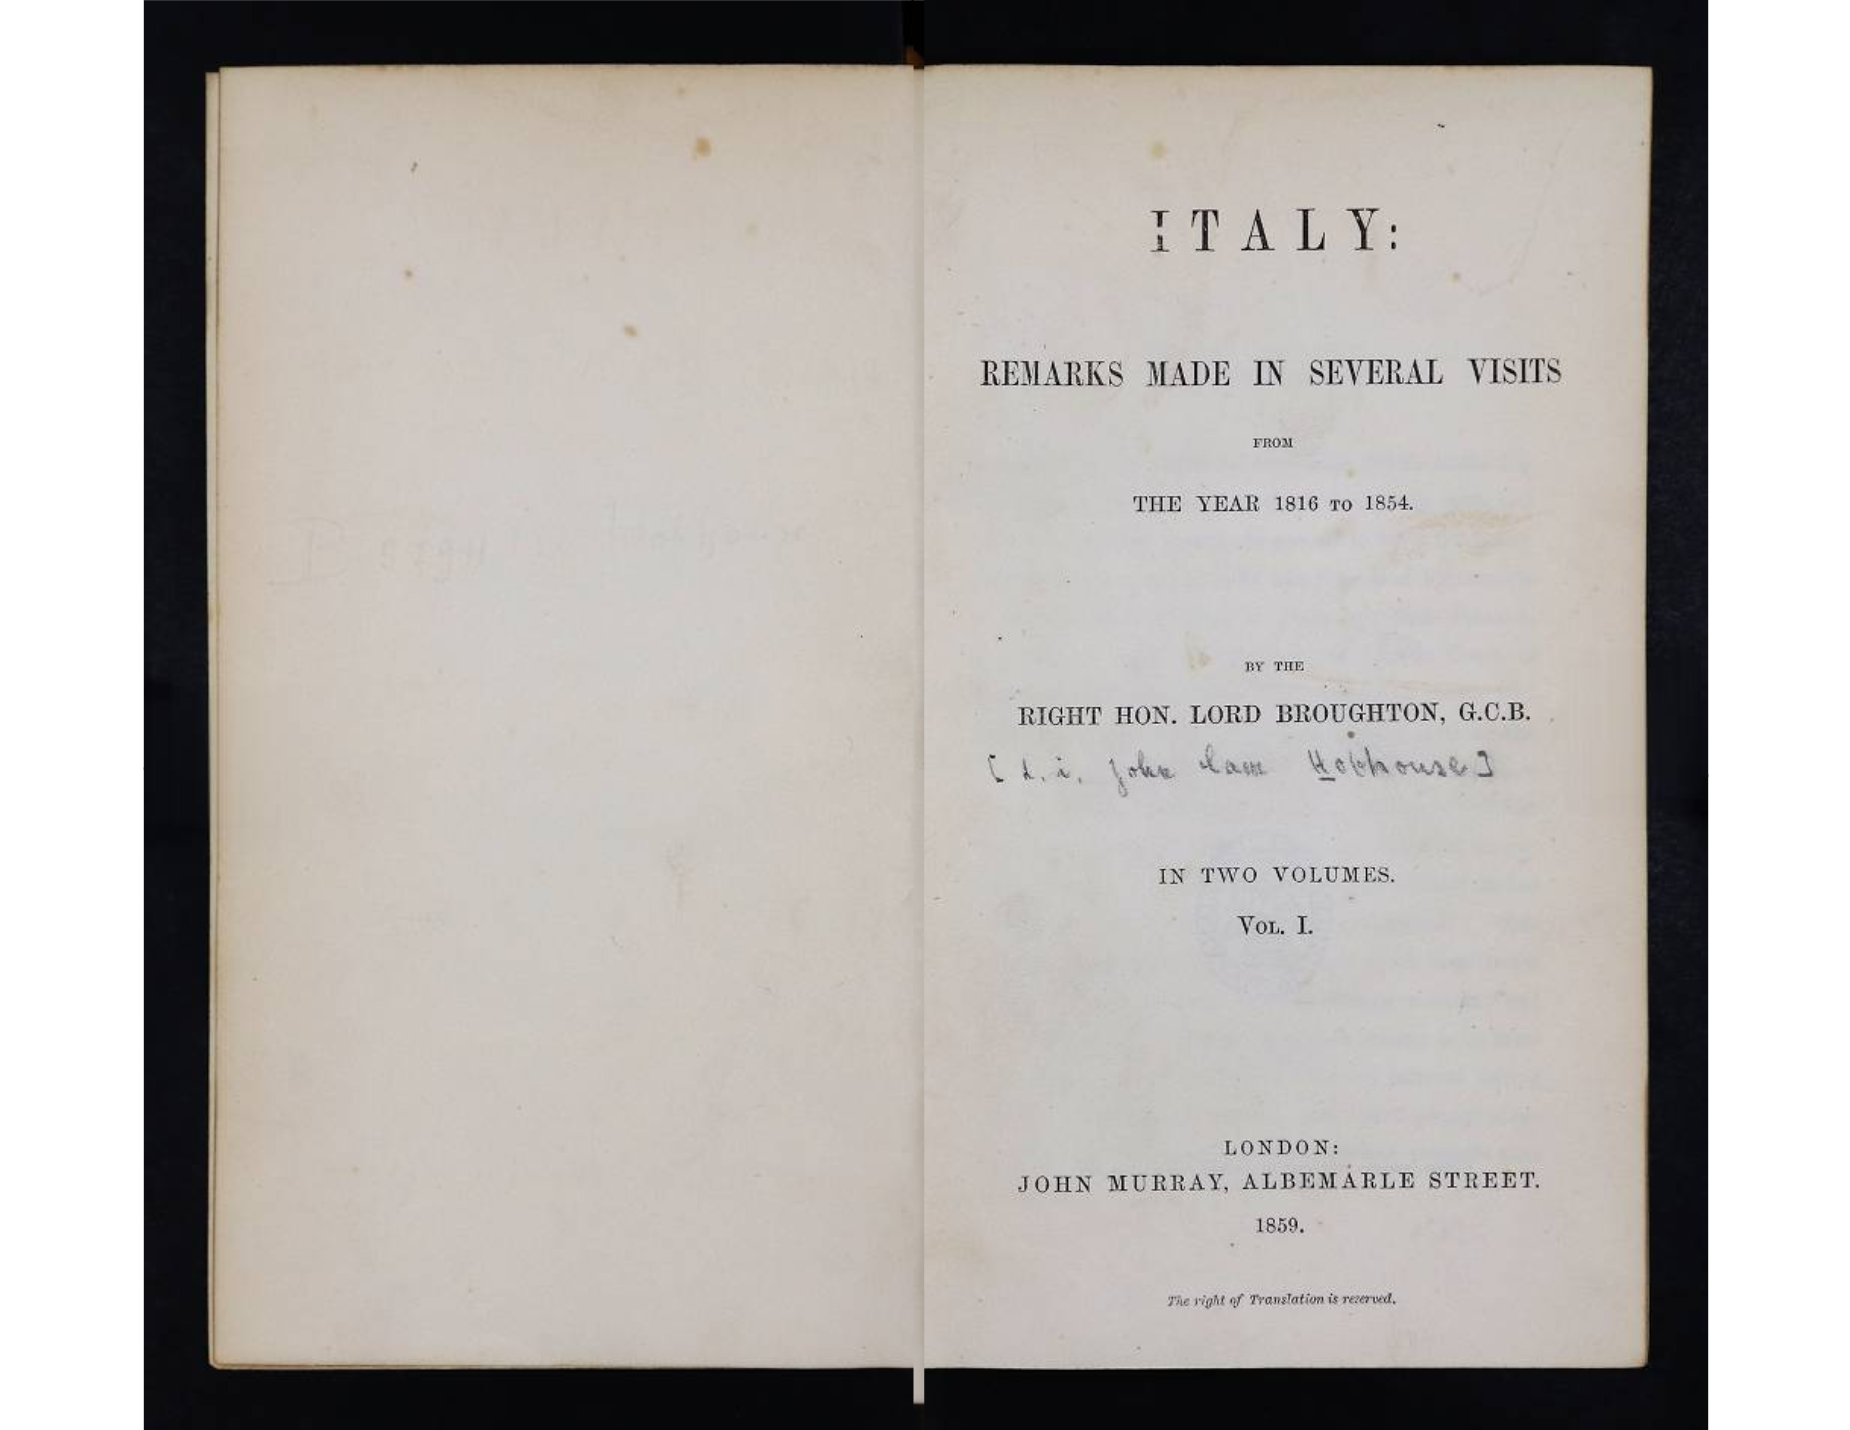 ITALY:
REMARKS MADE IN SEVERAL VISITS
FROM
THE YEAR 1816 TO 1854.
BY THE
RIGHT HON. LORD BROUGHTON, G.C.B.
[d. i. John Cam Hobhouse]
IN TWO VOLUMES.
VOL. I.
LONDON:
JOHN MURRAY, ALBEMARLE STREET.
1859.
The right of Translation is reserved.